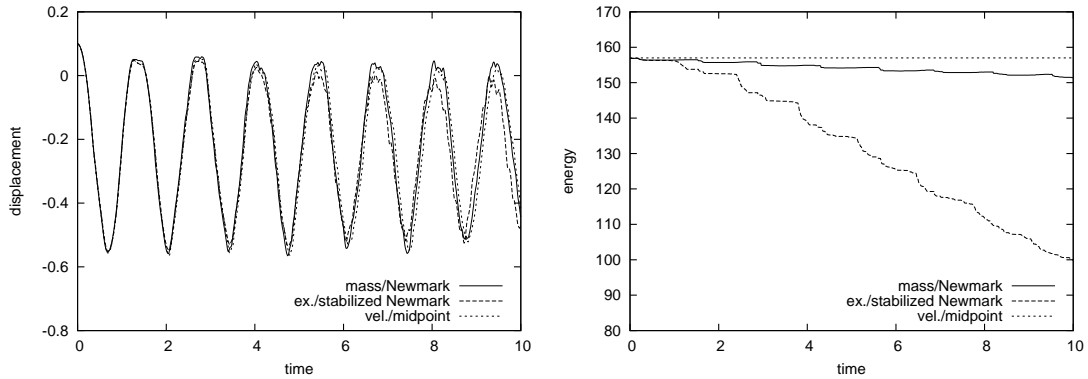 0.2
0
-0.2
-0.4
-0.6
-0.8
displacement
0 2 4 6 8 10
time
mass/Newmark
ex./stabilized Newmark
vel./midpoint
170
160
150
140
130
120
110
100
90
80
energy
0 2 4 6 8 10
time
mass/Newmark
ex./stabilized Newmark
vel./midpoint